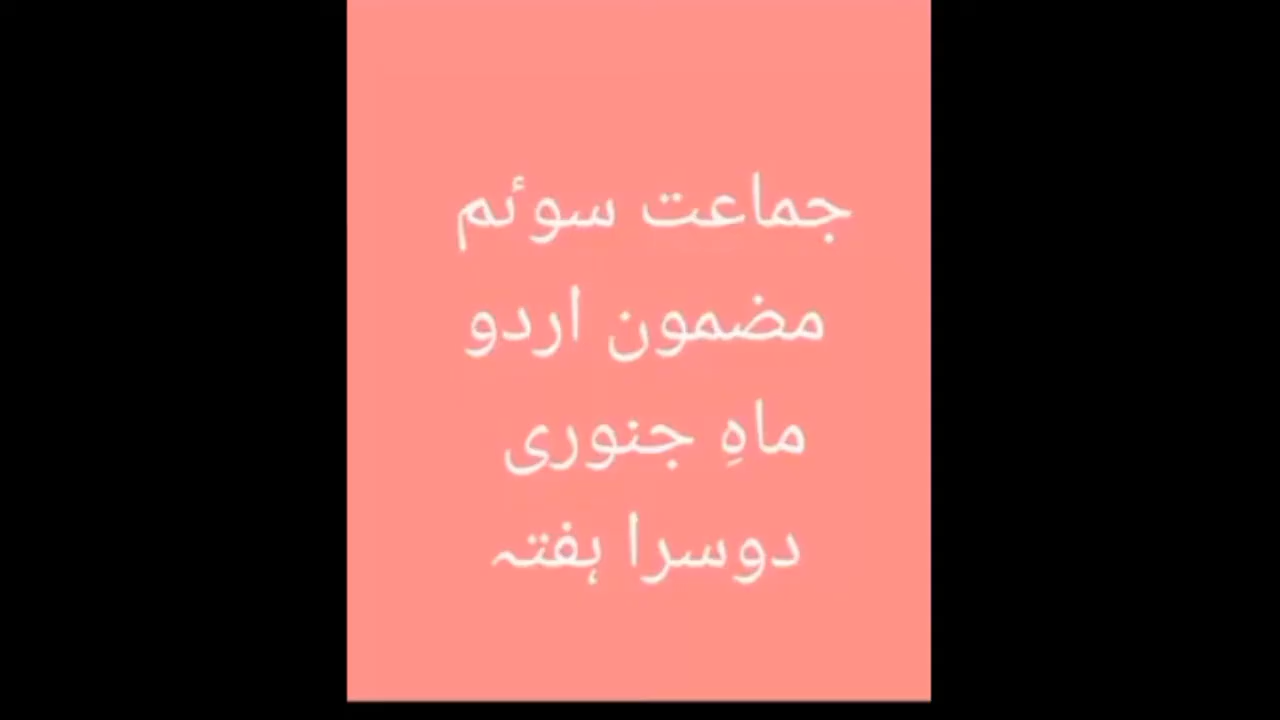 جماعت سوئم
مضمون اردو
ماہِ جنوری
دوسرا ہفتہ